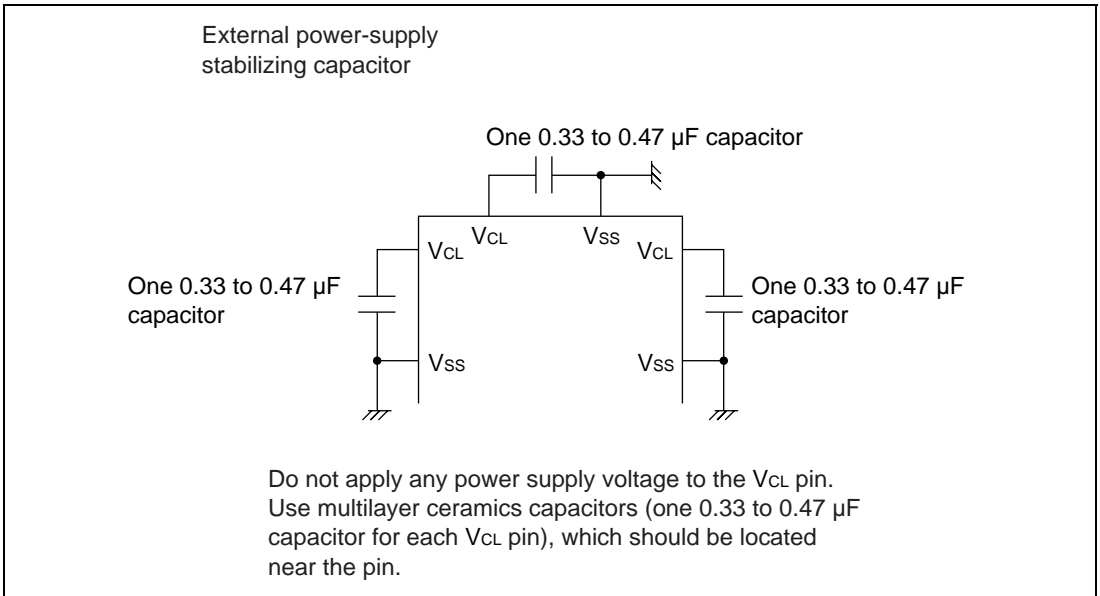 External power-supply
stabilizing capacitor
One 0.33 to 0.47 µF capacitor
VCL
VCL
VSS
VCL
One 0.33 to 0.47 µF
capacitor
One 0.33 to 0.47 µF
capacitor
VSS
VSS
Do not apply any power supply voltage to the VCL pin.
Use multilayer ceramics capacitors (one 0.33 to 0.47 µF
capacitor for each VCL pin), which should be located
near the pin.